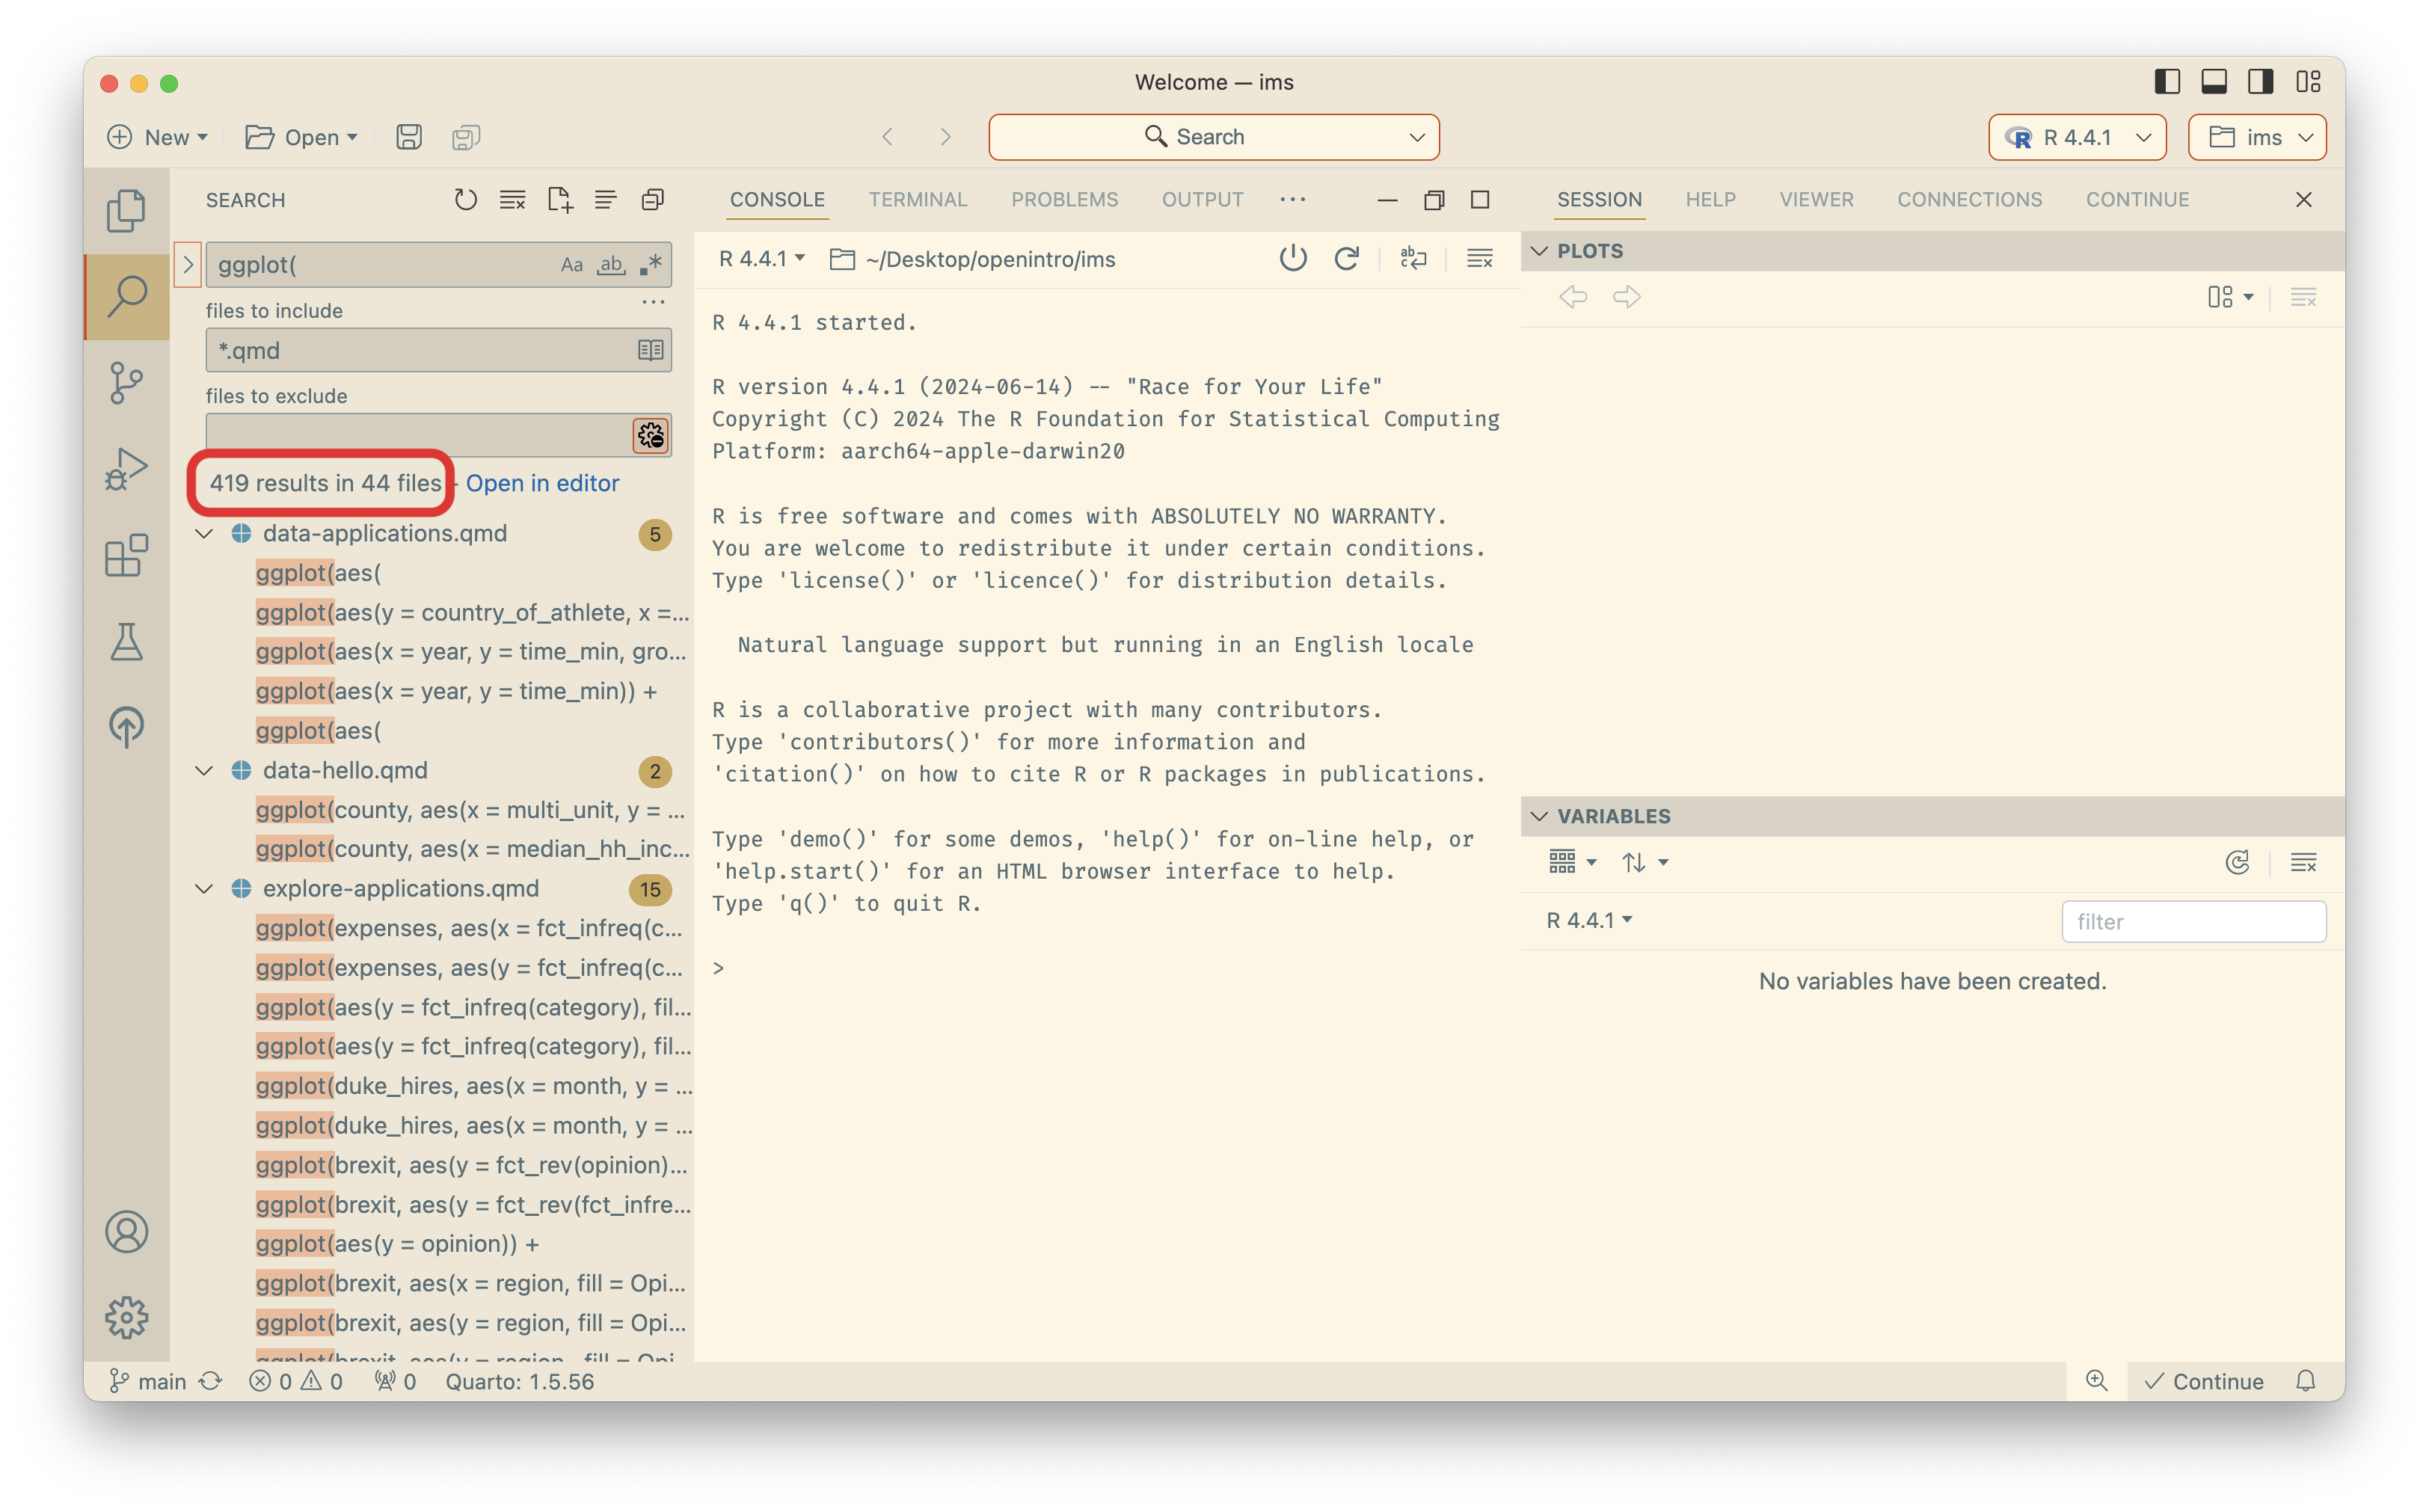 Welcome — ims
New
Open
Search
R 4.4.1
ims
SEARCH
ggplot(
Aa
ab
files to include
*.qmd
files to exclude
419 results in 44 files - Open in editor
data-applications.qmd
5
ggplot(aes(
ggplot(aes(y = country_of_athlete, x =...
ggplot(aes(x = year, y = time_min, gro...
ggplot(aes(x = year, y = time_min)) +
ggplot(aes(
data-hello.qmd
2
ggplot(county, aes(x = multi_unit, y = ...
ggplot(county, aes(x = median_hh_inc...
explore-applications.qmd
15
ggplot(expenses, aes(x = fct_infreq(c...
ggplot(expenses, aes(y = fct_infreq(c...
ggplot(aes(y = fct_infreq(category), fil...
ggplot(aes(y = fct_infreq(category), fil...
ggplot(duke_hires, aes(x = month, y = ...
ggplot(duke_hires, aes(x = month, y = ...
ggplot(brexit, aes(y = fct_rev(opinion)...
ggplot(brexit, aes(y = fct_rev(fct_infre...
ggplot(aes(y = opinion)) +
ggplot(brexit, aes(x = region, fill = Opi...
ggplot(brexit, aes(y = region, fill = Opi...
CONSOLE
TERMINAL
PROBLEMS
OUTPUT
R 4.4.1
~/Desktop/openintro/ims
R 4.4.1 started.
R version 4.4.1 (2024-06-14) -- "Race for Your Life"
Copyright (C) 2024 The R Foundation for Statistical Computing
Platform: aarch64-apple-darwin20
R is free software and comes with ABSOLUTELY NO WARRANTY.
You are welcome to redistribute it under certain conditions.
Type 'license()' or 'licence()' for distribution details.
Natural language support but running in an English locale
R is a collaborative project with many contributors.
Type 'contributors()' for more information and
'citation()' on how to cite R or R packages in publications.
Type 'demo()' for some demos, 'help()' for on-line help, or
'help.start()' for an HTML browser interface to help.
Type 'q()' to quit R.
>
SESSION
HELP
VIEWER
CONNECTIONS
CONTINUE
PLOTS
VARIABLES
R 4.4.1
filter
No variables have been created.
main
0
0
0
Quarto: 1.5.56
Continue